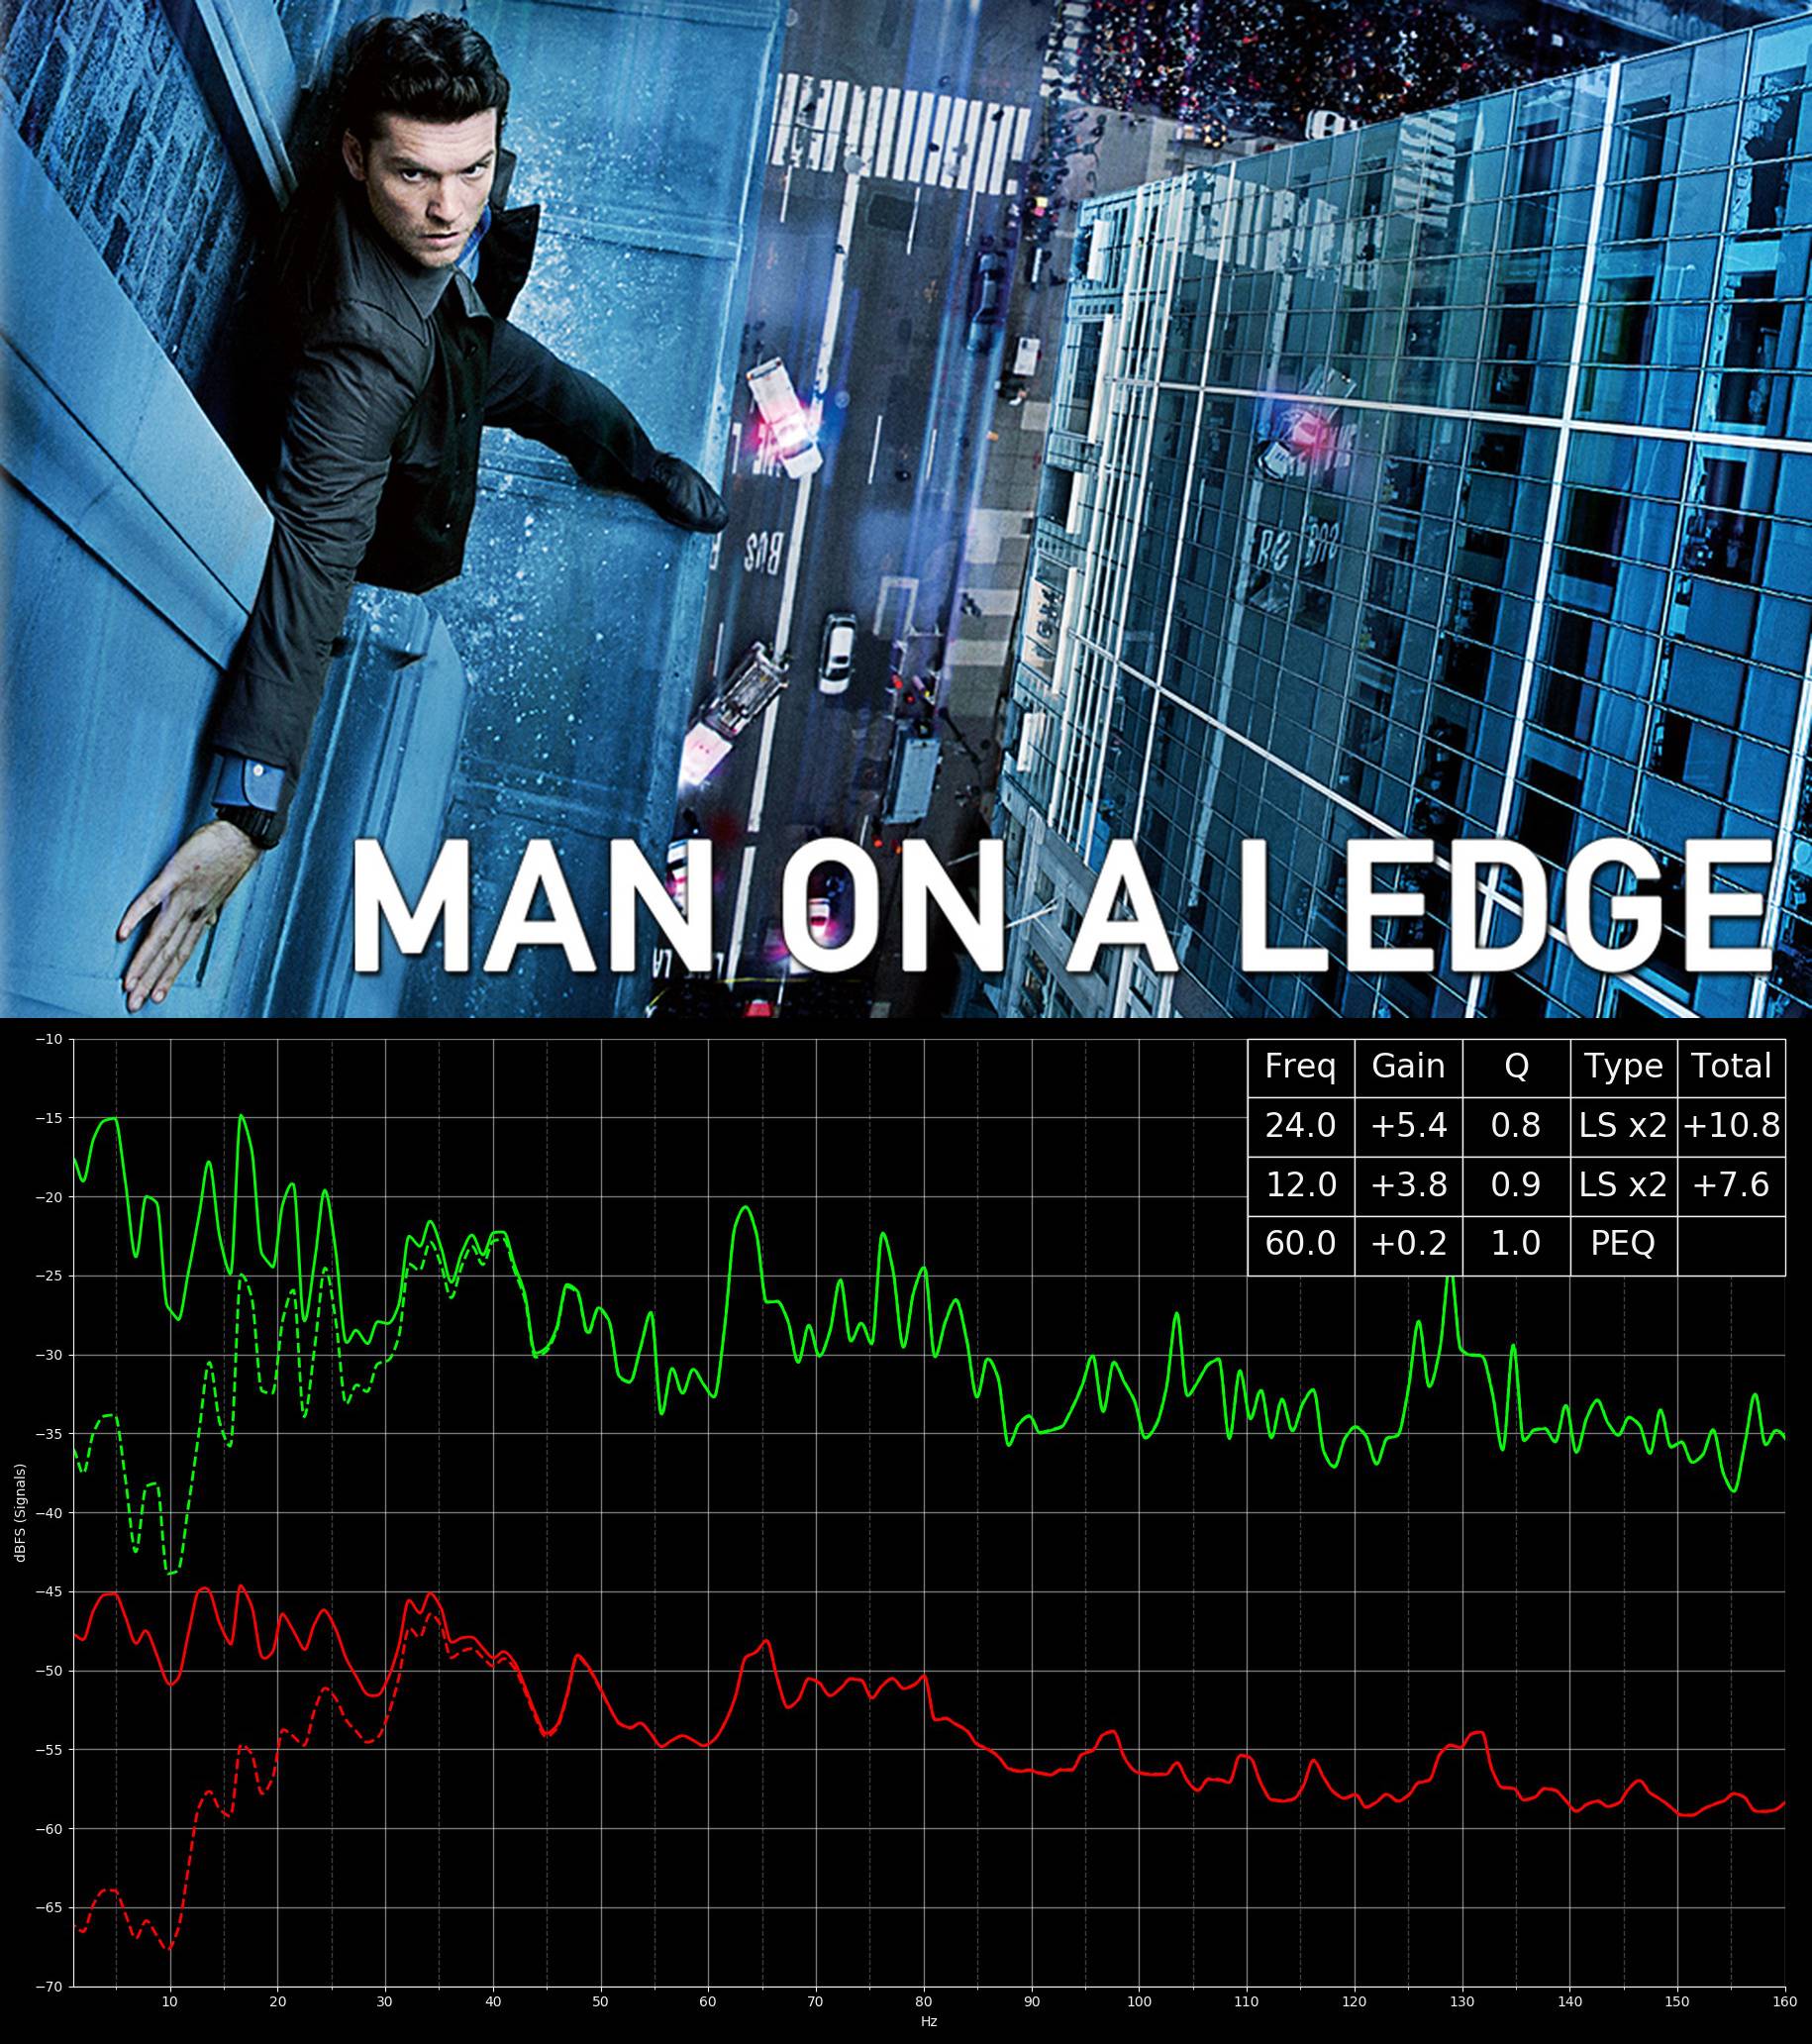 BUS
MAN ON A LEDGE
Freq Gain Q Type Total
24.0 +5.4 0.8 LS x2 +10.8
12.0 +3.8 0.9 LS x2 +7.6
60.0 +0.2 1.0 PEQ
−10
−15
−20
−25
−30
−35
−40
−45
−50
−55
−60
−65
−70
dBFS (Signals)
10 20 30 40 50 60 70 80 90 100 110 120 130 140 150 160
Hz